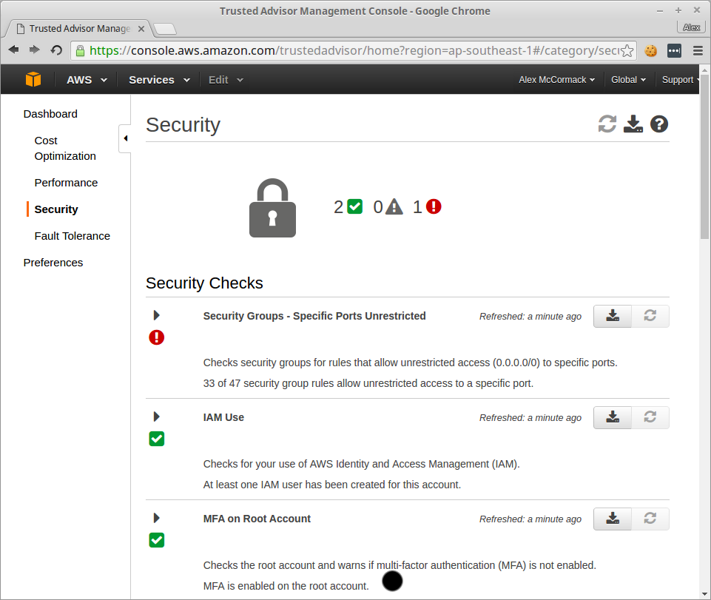 Trusted Advisor Management Console - Google Chrome
Trusted Advisor Manage
Alex
https://console.aws.amazon.com/trustedadvisor/home?region=ap-southeast-1#/category/secu
AWS Services Edit Alex McCormack Global Support
Dashboard
Cost
Optimization
Performance
Security
Fault Tolerance
Preferences
Security
2 0 1
Security Checks
Security Groups - Specific Ports Unrestricted Refreshed: a minute ago
Checks security groups for rules that allow unrestricted access (0.0.0.0/0) to specific ports.
33 of 47 security group rules allow unrestricted access to a specific port.
IAM Use Refreshed: a minute ago
Checks for your use of AWS Identity and Access Management (IAM).
At least one IAM user has been created for this account.
MFA on Root Account Refreshed: a minute ago
Checks the root account and warns if multi-factor authentication (MFA) is not enabled.
MFA is enabled on the root account.